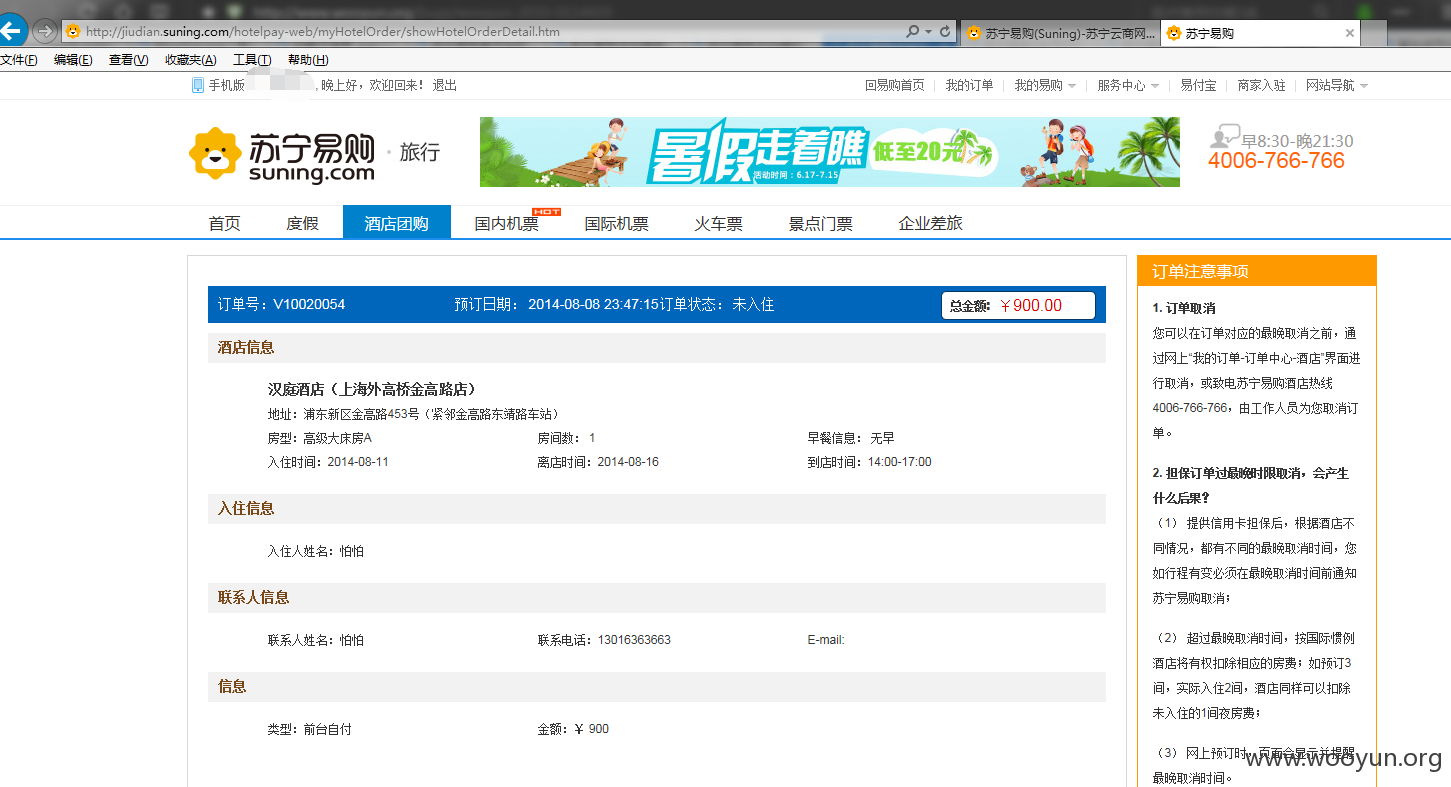 http://jiudian.suning.com/hotelpay-web/myHotelOrder/showHotelOrderDetail.htm
苏宁易购(Suning)-苏宁云商网...
苏宁易购
文件(F) 编辑(E) 查看(V) 收藏夹(A) 工具(T) 帮助(H)
手机版
,晚上好，欢迎回来! 退出
回易购首页 我的订单 我的易购 服务中心 易付宝 商家入驻 网站导航
苏宁易购 · 旅行
suning.com
暑假走着瞧
低至20元
活动时间：6.17-7.15
早8:30-晚21:30
4006-766-766
首页 度假 酒店团购 国内机票 HOT 国际机票 火车票 景点门票 企业差旅
订单号：V10020054 预订日期： 2014-08-08 23:47:15订单状态：未入住 总金额: ￥900.00
酒店信息
汉庭酒店（上海外高桥金高路店）
地址：浦东新区金高路453号（紧邻金高路东靖路车站）
房型：高级大床房A 房间数： 1 早餐信息： 无早
入住时间：2014-08-11 离店时间：2014-08-16 到店时间：14:00-17:00
入住信息
入住人姓名：怕怕
联系人信息
联系人姓名：怕怕 联系电话：13016363663 E-mail:
信息
类型：前台自付 金额：￥ 900
订单注意事项
1. 订单取消
您可以在订单对应的最晚取消之前，通
过网上“我的订单-订单中心-酒店”界面进
行取消，或致电苏宁易购酒店热线
4006-766-766，由工作人员为您取消订
单。
2. 担保订单过最晚时限取消，会产生
什么后果?
（1） 提供信用卡担保后，根据酒店不
同情况，都有不同的最晚取消时间，您
如行程有变必须在最晚取消时间前通知
苏宁易购取消；
（2） 超过最晚取消时间，按国际惯例
酒店将有权扣除相应的房费；如预订3
间，实际入住2间，酒店同样可以扣除
未入住的1间夜房费；
（3） 网上预订时，页面会显示并提醒
最晚取消时间。
www.wooyun.org